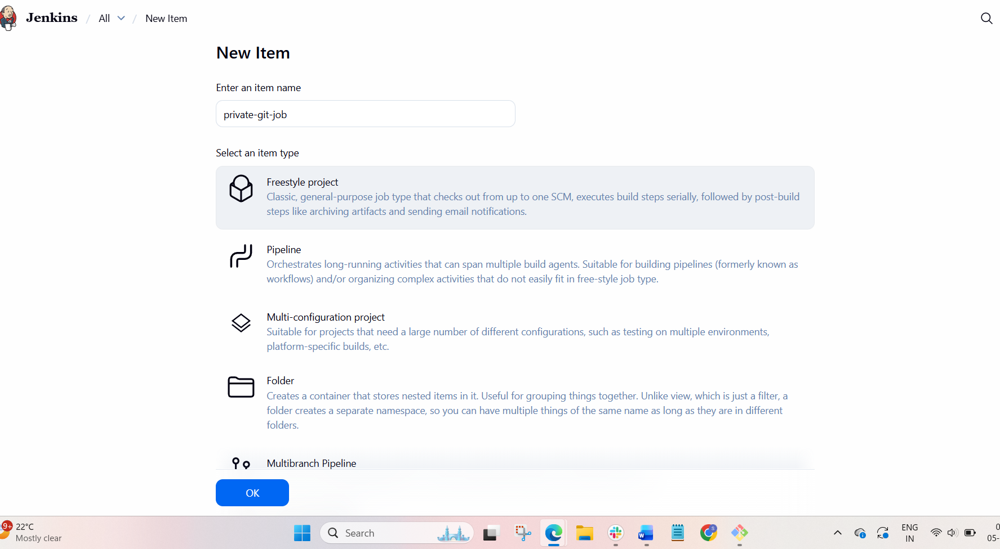 Jenkins / All / New Item
New Item
Enter an item name
private-git-job
Select an item type
Freestyle project
Classic, general-purpose job type that checks out from up to one SCM, executes build steps serially, followed by post-build
steps like archiving artifacts and sending email notifications.
Pipeline
Orchestrates long-running activities that can span multiple build agents. Suitable for building pipelines (formerly known as
workflows) and/or organizing complex activities that do not easily fit in free-style job type.
Multi-configuration project
Suitable for projects that need a large number of different configurations, such as testing on multiple environments,
platform-specific builds, etc.
Folder
Creates a container that stores nested items in it. Useful for grouping things together. Unlike view, which is just a filter, a
folder creates a separate namespace, so you can have multiple things of the same name as long as they are in different
folders.
Multibranch Pipeline
OK
9+
22°C
Mostly clear
Search
W
S
ENG
IN
0
05-